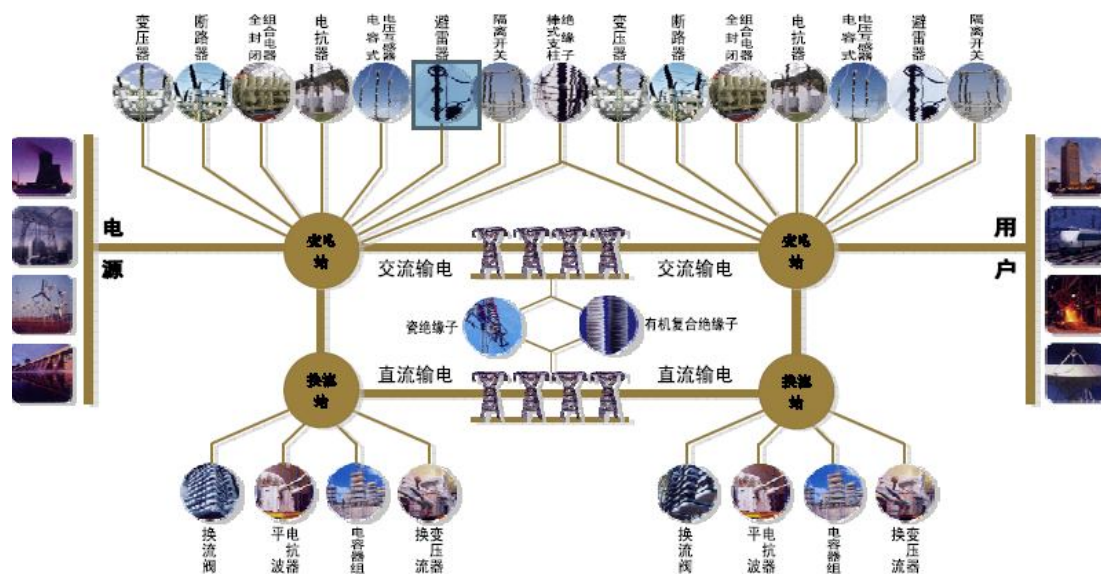 变压器
断路器
全封闭组合电器
电抗器
电容式电压互感器
避雷器
隔离开关
棒式支柱绝缘子
变压器
断路器
全封闭组合电器
电抗器
电容式电压互感器
避雷器
隔离开关
电源
变电站
交流输电
交流输电
变电站
用户
瓷绝缘子
有机复合绝缘子
换流站
直流输电
直流输电
换流站
换流阀
平波电抗器
电容器组
换流变压器
换流阀
平波电抗器
电容器组
换流变压器